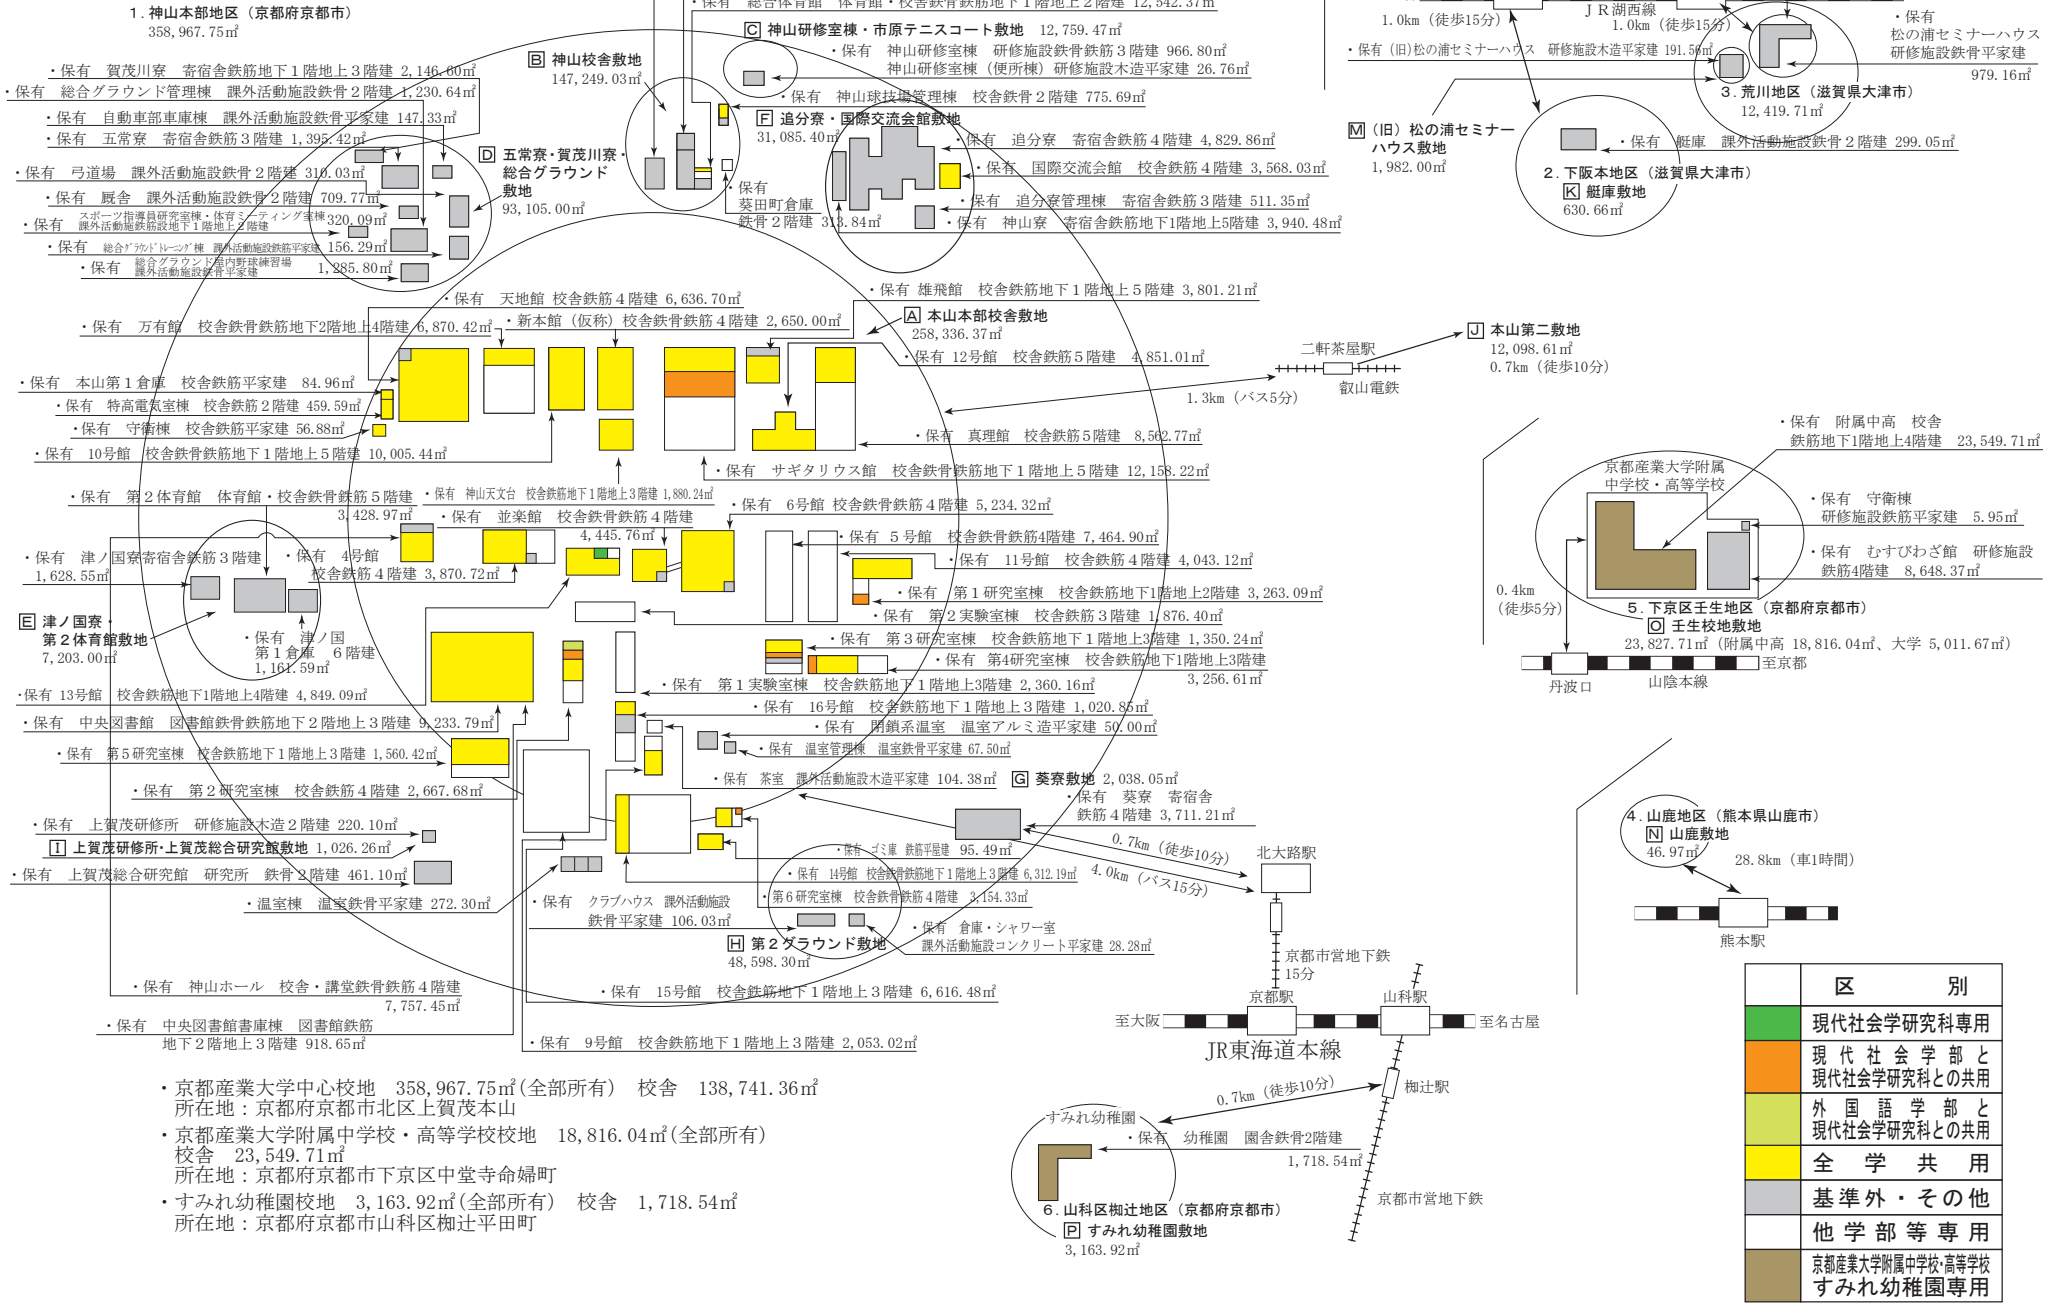 ・保有　総合体育館　体育館・校舎鉄骨鉄筋地下１階地上２階建 12,542.37㎡
1. 神山本部地区（京都府京都市）
358,967.75㎡
C 神山研修室棟・市原テニスコート敷地 12,759.47㎡
・保有　神山研修室棟　研修施設鉄骨鉄筋３階建 966.80㎡
神山研修室棟（便所棟）研修施設木造平家建 26.76㎡
B 神山校舎敷地
147,249.03㎡
・保有　神山球技場管理棟　校舎鉄骨２階建 775.69㎡
F 追分寮・国際交流会館敷地
31,085.40㎡
・保有　追分寮　寄宿舎鉄筋４階建 4,829.86㎡
・保有　国際交流会館　校舎鉄筋４階建 3,568.03㎡
・保有　追分寮管理棟　寄宿舎鉄筋３階建 511.35㎡
・保有　神山寮　寄宿舎鉄筋地下1階地上5階建 3,940.48㎡
・保有
葵田町倉庫
鉄骨２階建 313.84㎡
・保有　賀茂川寮　寄宿舎鉄筋地下１階地上３階建 2,146.60㎡
・保有　総合グラウンド管理棟　課外活動施設鉄骨２階建 1,230.64㎡
・保有　自動車部車庫棟　課外活動施設鉄骨平家建 147.33㎡
・保有　五常寮　寄宿舎鉄筋３階建 1,395.42㎡
・保有　弓道場　課外活動施設鉄骨２階建 310.03㎡
・保有　厩舎　課外活動施設鉄骨２階建 709.77㎡
・保有　スポーツ指導員研究室棟・体育ミーティング室棟 320.09㎡
課外活動施鉄筋設地下１階地上２階建
・保有　総合グラウンドトレーニング棟　課外活動施設鉄筋平家建 156.29㎡
・保有　総合グラウンド屋内野球練習場
課外活動施設鉄骨平家建　1,285.80㎡
D 五常寮・賀茂川寮・
総合グラウンド
敷地
93,105.00㎡
1.0km（徒歩15分）
ＪＲ湖西線
1.0km（徒歩15分）
・保有
松の浦セミナーハウス
研修施設鉄骨平家建
979.16㎡
・保有（旧）松の浦セミナーハウス　研修施設木造平家建 191.56㎡
3. 荒川地区（滋賀県大津市）
12,419.71㎡
M （旧）松の浦セミナー
ハウス敷地
1,982.00㎡
・保有　艇庫　課外活動施設鉄骨２階建 299.05㎡
2. 下阪本地区（滋賀県大津市）
K 艇庫敷地
630.66㎡
・保有　天地館　校舎鉄筋４階建 6,636.70㎡
・保有 雄飛館　校舎鉄筋地下１階地上５階建 3,801.21㎡
・保有　万有館　校舎鉄骨鉄筋地下2階地上4階建 6,870.42㎡
・新本館（仮称）校舎鉄骨鉄筋４階建 2,650.00㎡
A 本山本部校舎敷地
258,336.37㎡
・保有 12号館　校舎鉄筋５階建　4,851.01㎡
J 本山第二敷地
12,098.61㎡
0.7km（徒歩10分）
二軒茶屋駅
叡山電鉄
1.3km（バス5分）
・保有　本山第１倉庫　校舎鉄筋平家建　84.96㎡
・保有　特高電気室棟　校舎鉄筋２階建 459.59㎡
・保有　守衛棟　校舎鉄筋平家建 56.88㎡
・保有　10号館　校舎鉄骨鉄筋地下１階地上５階建 10,005.44㎡
・保有　真理館　校舎鉄筋５階建　8,562.77㎡
・保有　サギタリウス館　校舎鉄骨鉄筋地下１階地上５階建 12,158.22㎡
・保有　第２体育館　体育館・校舎鉄骨鉄筋５階建
3,428.97㎡
・保有　神山天文台　校舎鉄筋地下１階地上３階建 1,880.24㎡
・保有　並楽館　校舎鉄骨鉄筋４階建
4,445.76㎡
・保有　6号館 校舎鉄骨鉄筋４階建 5,234.32㎡
・保有　５号館　校舎鉄骨鉄筋4階建 7,464.90㎡
・保有　11号館　校舎鉄筋４階建 4,043.12㎡
・保有　第１研究室棟　校舎鉄筋地下1階地上2階建 3,263.09㎡
・保有　第２実験室棟　校舎鉄筋３階建 1,876.40㎡
・保有　第３研究室棟　校舎鉄筋地下１階地上3階建 1,350.24㎡
・保有　第4研究室棟　校舎鉄筋地下1階地上3階建
3,256.61㎡
・保有　津ノ国寮寄宿舎鉄筋３階建
1,628.55㎡
・保有　4号館
校舎鉄筋４階建 3,870.72㎡
E 津ノ国寮・
第２体育館敷地
7,203.00㎡
・保有　津ノ国
第１倉庫　６階建
1,161.59㎡
・保有 13号館　校舎鉄筋地下1階地上4階建 4,849.09㎡
・保有　中央図書館　図書館鉄骨鉄筋地下２階地上３階建 9,233.79㎡
・保有　第５研究室棟　校舎鉄筋地下１階地上３階建 1,560.42㎡
・保有　第２研究室棟　校舎鉄筋４階建 2,667.68㎡
・保有　第１実験室棟　校舎鉄筋地下１階地上3階建 2,360.16㎡
・保有　16号館　校舎鉄筋地下１階地上３階建 1,020.85㎡
・保有　閉鎖系温室　温室アルミ造平家建 50.00㎡
・保有　温室管理棟　温室鉄骨平家建 67.50㎡
・保有　茶室　課外活動施設木造平家建 104.38㎡
G 葵寮敷地 2,038.05㎡
・保有　葵寮　寄宿舎
鉄筋４階建　3,711.21㎡
0.7km（徒歩10分）
4.0km（バス15分）
・保有　上賀茂研修所　研修施設木造２階建 220.10㎡
I 上賀茂研修所・上賀茂総合研究館敷地 1,026.26㎡
・保有　上賀茂総合研究館　研究所　鉄骨２階建 461.10㎡
・温室棟　温室鉄骨平家建 272.30㎡
・保有　ゴミ庫　鉄筋平屋建　95.49㎡
・保有　14号館　校舎鉄骨鉄筋地下１階地上３階建 6,312.19㎡
・保有　第６研究室棟　校舎鉄骨鉄筋４階建　3,154.33㎡
・保有　クラブハウス　課外活動施設
鉄骨平家建 106.03㎡
・保有　倉庫・シャワー室
課外活動施設コンクリート平家建 28.28㎡
H 第２グラウンド敷地
48,598.30㎡
・保有　神山ホール　校舎・講堂鉄骨鉄筋４階建
7,757.45㎡
・保有　15号館　校舎鉄筋地下１階地上３階建 6,616.48㎡
・保有　中央図書館書庫棟　図書館鉄筋
地下２階地上３階建 918.65㎡
・保有　9号館　校舎鉄筋地下１階地上３階建 2,053.02㎡
・保有　附属中高　校舎
鉄筋地下1階地上4階建　23,549.71㎡
京都産業大学附属
中学校・高等学校
・保有　守衛棟
研修施設鉄筋平家建　5.95㎡
・保有　むすびわざ館　研修施設
鉄筋4階建　8,648.37㎡
0.4km
（徒歩5分）
5. 下京区壬生地区（京都府京都市）
O 壬生校地敷地
23,827.71㎡（附属中高 18,816.04㎡、大学 5,011.67㎡）
至京都
丹波口
山陰本線
4. 山鹿地区（熊本県山鹿市）
N 山鹿敷地
46.97㎡
28.8km（車1時間）
熊本駅
北大路駅
京都市営地下鉄
15分
京都駅
山科駅
至大阪
至名古屋
JR東海道本線
0.7km（徒歩10分）
椥辻駅
京都市営地下鉄
すみれ幼稚園
・保有　幼稚園　園舎鉄骨2階建
1,718.54㎡
6. 山科区椥辻地区（京都府京都市）
P すみれ幼稚園敷地
3,163.92㎡
・京都産業大学中心校地　358,967.75㎡(全部所有)　校舎　138,741.36㎡
所在地：京都府京都市北区上賀茂本山
・京都産業大学附属中学校・高等学校校地　18,816.04㎡(全部所有)
校舎　23,549.71㎡
所在地：京都府京都市下京区中堂寺命婦町
・すみれ幼稚園校地　3,163.92㎡(全部所有)　校舎　1,718.54㎡
所在地：京都府京都市山科区椥辻平田町
区　別
現代社会学研究科専用
現代社会学部と
現代社会学研究科との共用
外国語学部と
現代社会学研究科との共用
全学共用
基準外・その他
他学部等専用
京都産業大学附属中学校・高等学校
すみれ幼稚園専用